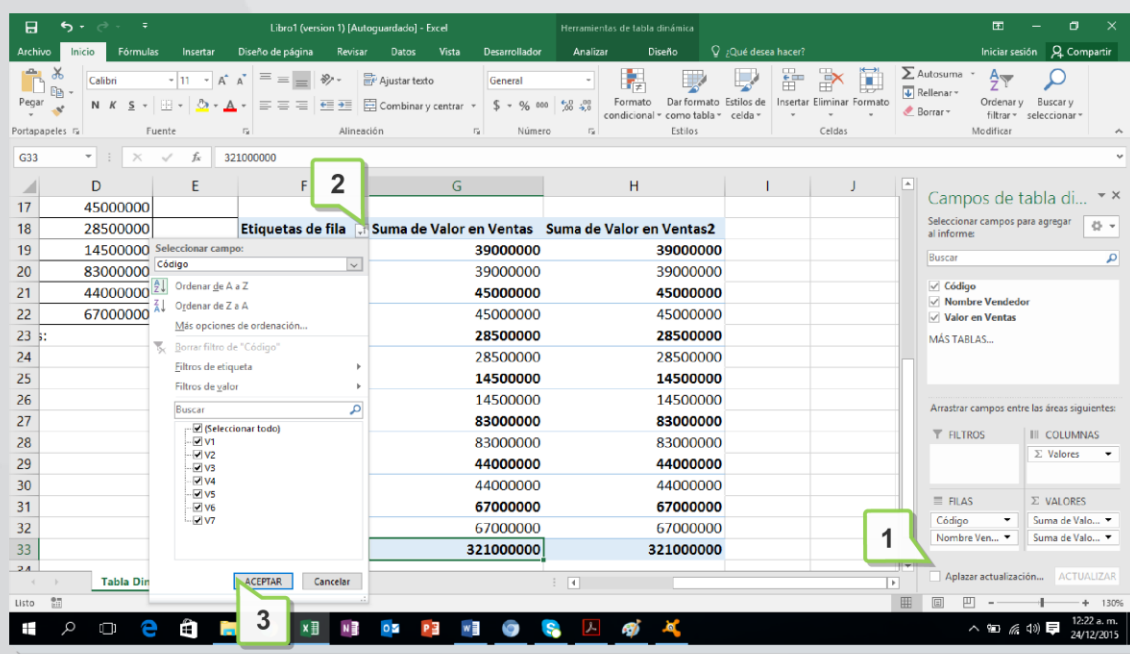 Libro1 (version 1) [Autoguardado] - Excel
Herramientas de tabla dinámica
Archivo Inicio Fórmulas Insertar Diseño de página Revisar Datos Vista Desarrollador Analizar Diseño ¿Qué desea hacer? Iniciar sesión Compartir
Pegar
Calibri 11 A A
N K S A
Ajustar texto
Combinar y centrar
General
$ % 000
Formato condicional
Dar formato como tabla
Estilos de celda
Insertar Eliminar Formato
Autosuma
Rellenar
Borrar
Ordenar y filtrar
Buscar y seleccionar
Portapapeles Fuente Alineación Número Estilos Celdas Modificar
G33 fx 321000000
2
D E F G H I J
17 45000000
18 28500000 Etiquetas de fila Suma de Valor en Ventas Suma de Valor en Ventas2
19 14500000 39000000 39000000
20 83000000 39000000 39000000
21 44000000 45000000 45000000
22 67000000 45000000 45000000
23 s: 28500000 28500000
24 28500000 28500000
25 14500000 14500000
26 14500000 14500000
27 83000000 83000000
28 83000000 83000000
29 44000000 44000000
30 44000000 44000000
31 67000000 67000000
32 67000000 67000000
33 321000000 321000000
Seleccionar campo:
Código
Ordenar de A a Z
Ordenar de Z a A
Más opciones de ordenación...
Borrar filtro de "Código"
Filtros de etiqueta
Filtros de valor
Buscar
(Seleccionar todo)
V1
V2
V3
V4
V5
V6
V7
ACEPTAR Cancelar
3
Campos de tabla di...
Seleccionar campos para agregar
al informe:
Buscar
Código
Nombre Vendedor
Valor en Ventas
MÁS TABLAS...
Arrastrar campos entre las áreas siguientes:
FILTROS COLUMNAS
Σ Valores
FILAS Σ VALORES
Código Suma de Valo...
Nombre Ven... Suma de Valo...
1
Aplazar actualización... ACTUALIZAR
Tabla Din
Listo
130%
12:22 a. m.
24/12/2015